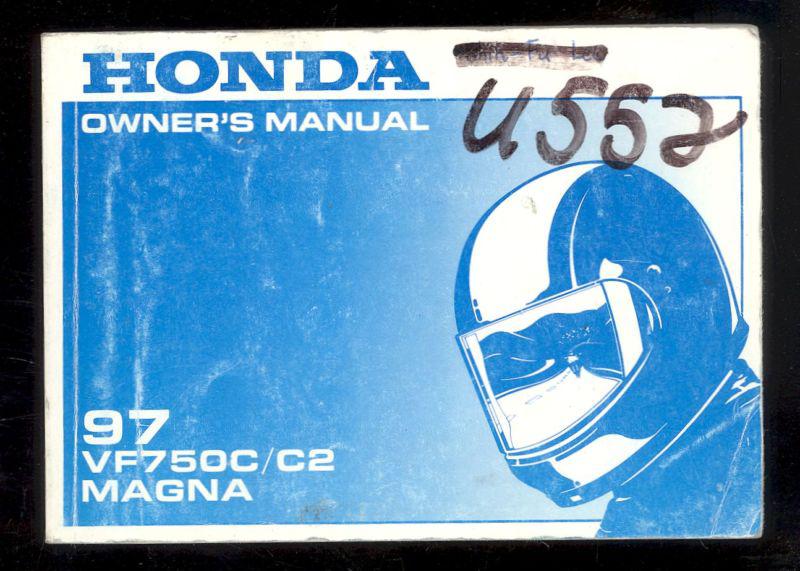 HONDA
OWNER'S MANUAL
U552
97
VF750C/C2
MAGNA